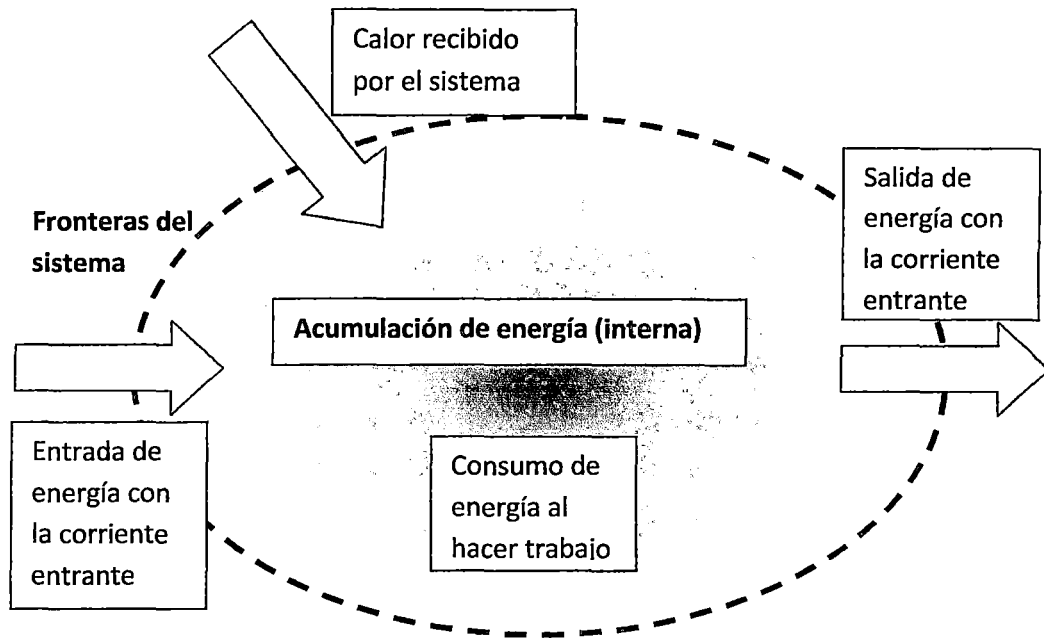 Calor recibido
por el sistema
Salida de
energía con
la corriente
entrante
Fronteras del
sistema
Acumulación de energía (interna)
Entrada de
energía con
la corriente
entrante
Consumo de
energía al
hacer trabajo